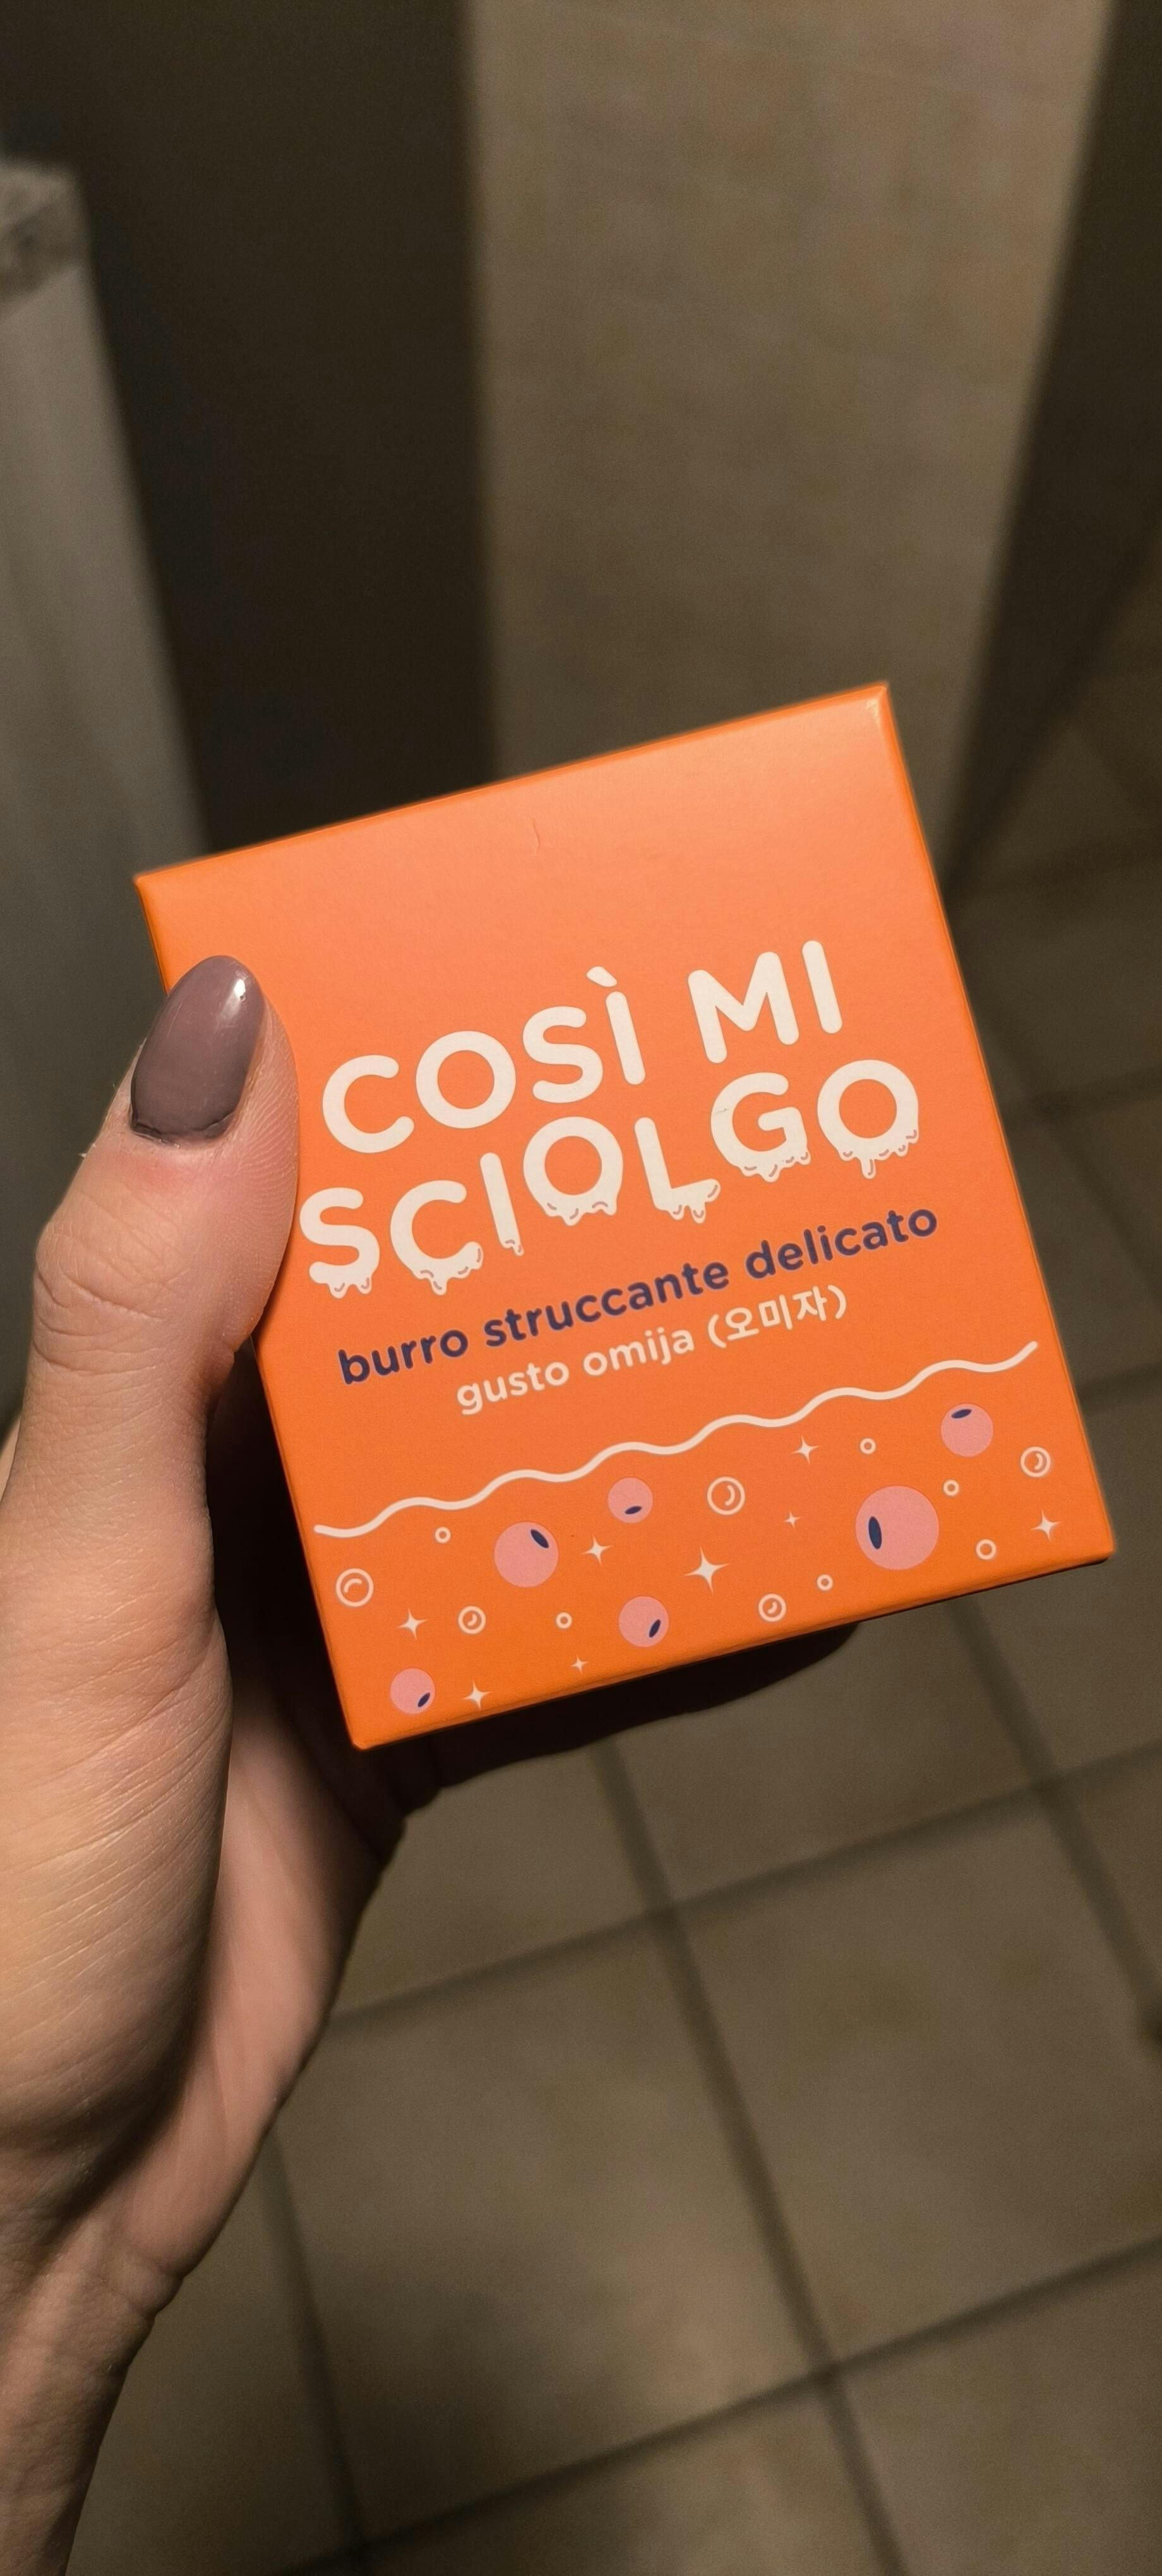 COSÌ MI
SCIOLGO
burro struccante delicato
gusto omija (오미자)